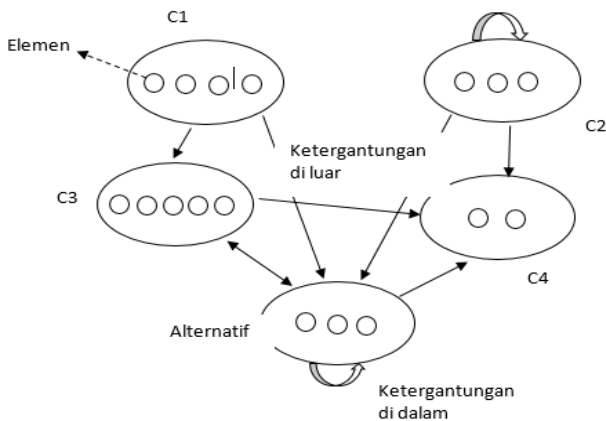 C1
Elemen
C2
Ketergantungan
di luar
C3
C4
Alternatif
Ketergantungan
di dalam